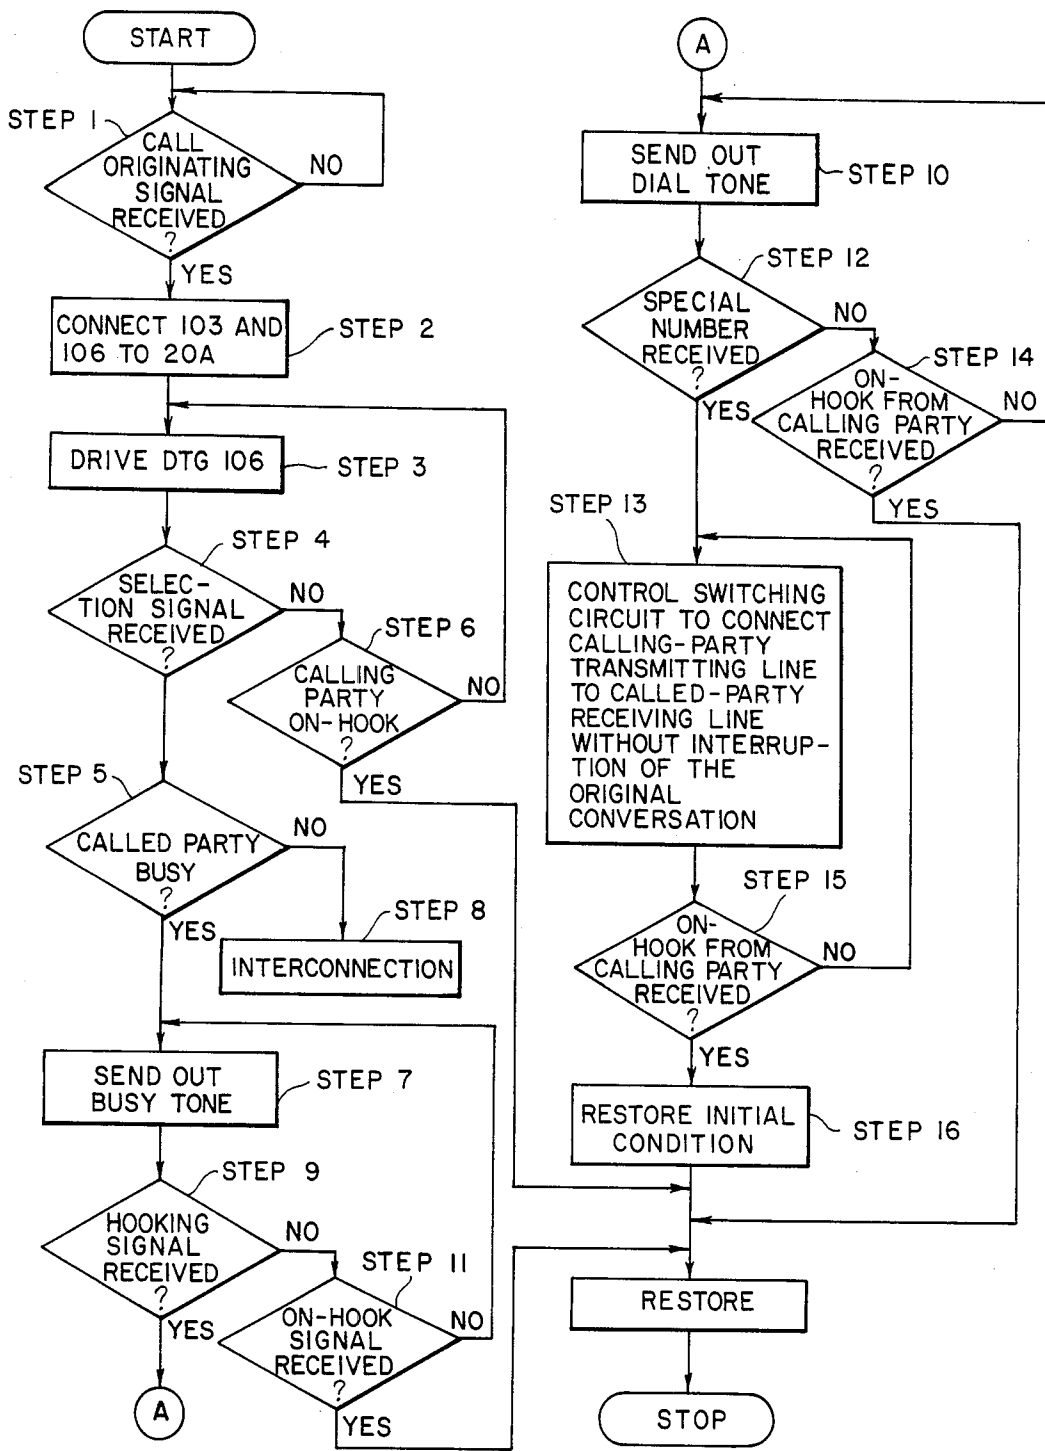 START
STEP 1
CALL
ORIGINATING
SIGNAL
RECEIVED
?
NO
YES
CONNECT 103 AND
106 TO 20A
STEP 2
DRIVE DTG 106
STEP 3
STEP 4
SELEC-
TION SIGNAL
RECEIVED
?
NO
STEP 6
CALLING
PARTY
ON-HOOK
?
NO
YES
STEP 5
CALLED PARTY
BUSY
?
NO
YES
STEP 8
INTERCONNECTION
SEND OUT
BUSY TONE
STEP 7
STEP 9
HOOKING
SIGNAL
RECEIVED
?
NO
YES
STEP 11
ON-HOOK
SIGNAL
RECEIVED
?
NO
YES
A
A
SEND OUT
DIAL TONE
STEP 10
STEP 12
SPECIAL
NUMBER
RECEIVED
?
NO
YES
STEP 14
ON-
HOOK FROM
CALLING PARTY
RECEIVED
?
NO
YES
STEP 13
CONTROL SWITCHING
CIRCUIT TO CONNECT
CALLING-PARTY
TRANSMITTING LINE
TO CALLED-PARTY
RECEIVING LINE
WITHOUT INTERRUP-
TION OF THE
ORIGINAL
CONVERSATION
STEP 15
ON-
HOOK FROM
CALLING PARTY
RECEIVED
?
NO
YES
RESTORE INITIAL
CONDITION
STEP 16
RESTORE
STOP